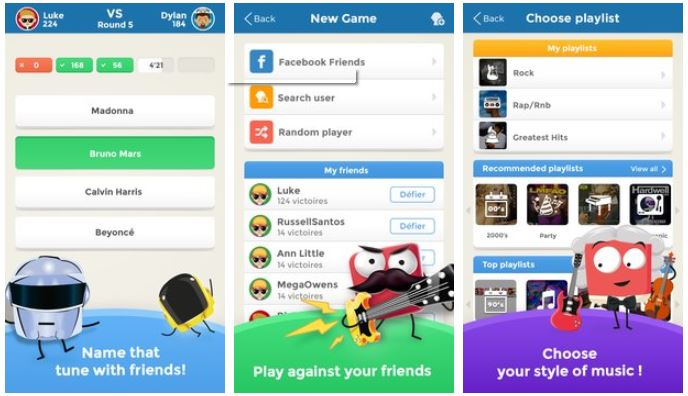 Luke
224
VS
Round 5
Dylan
184
0
168
56
4'21
Madonna
Bruno Mars
Calvin Harris
Beyoncé
Name that
tune with friends!
Back
New Game
Facebook Friends
Search user
Random player
My friends
Luke
124 victoires
Défier
RussellSantos
14 victoires
Défier
Ann Little
14 victoires
MegaOwens
14 victoires
Play against your friends
Back
Choose playlist
My playlists
Rock
Rap/Rnb
Greatest Hits
Recommended playlists
View all
00's
LMFAO
Hardwell
2000's
Party
Top playlists
90's
Choose
your style of music !